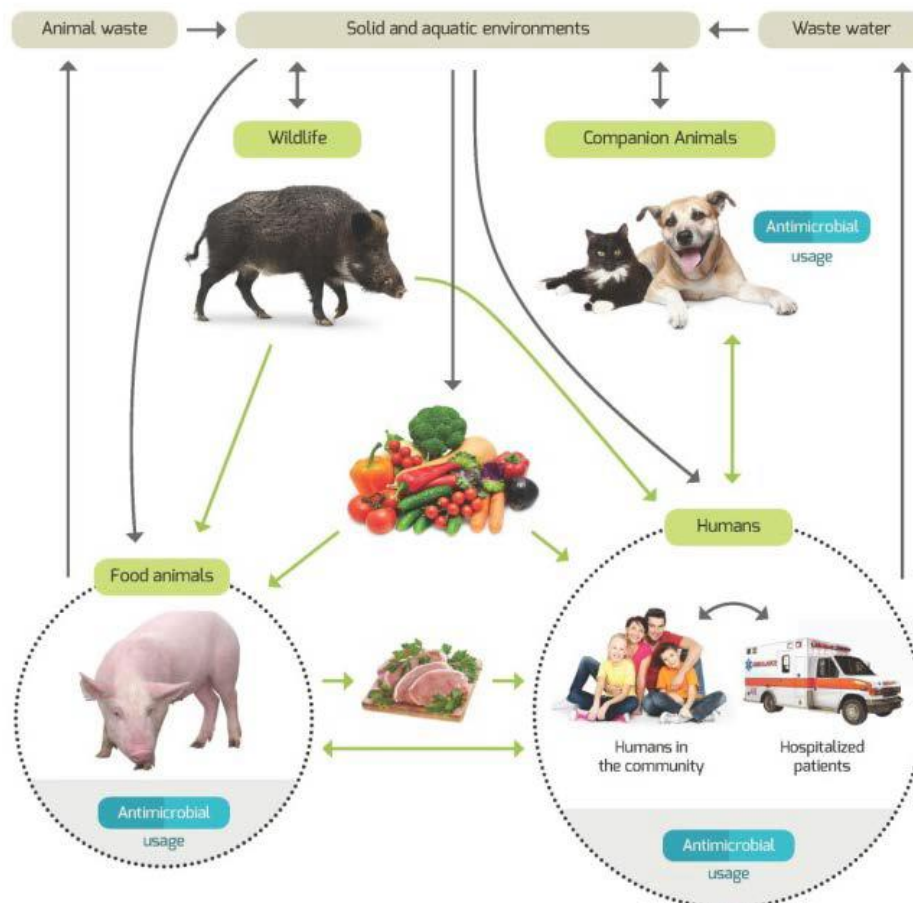 Animal waste
Solid and aquatic environments
Waste water
Wildlife
Companion Animals
Antimicrobial
usage
Humans
Food animals
AMBULANCE
Humans in
the community
Hospitalized
patients
Antimicrobial
usage
Antimicrobial
usage